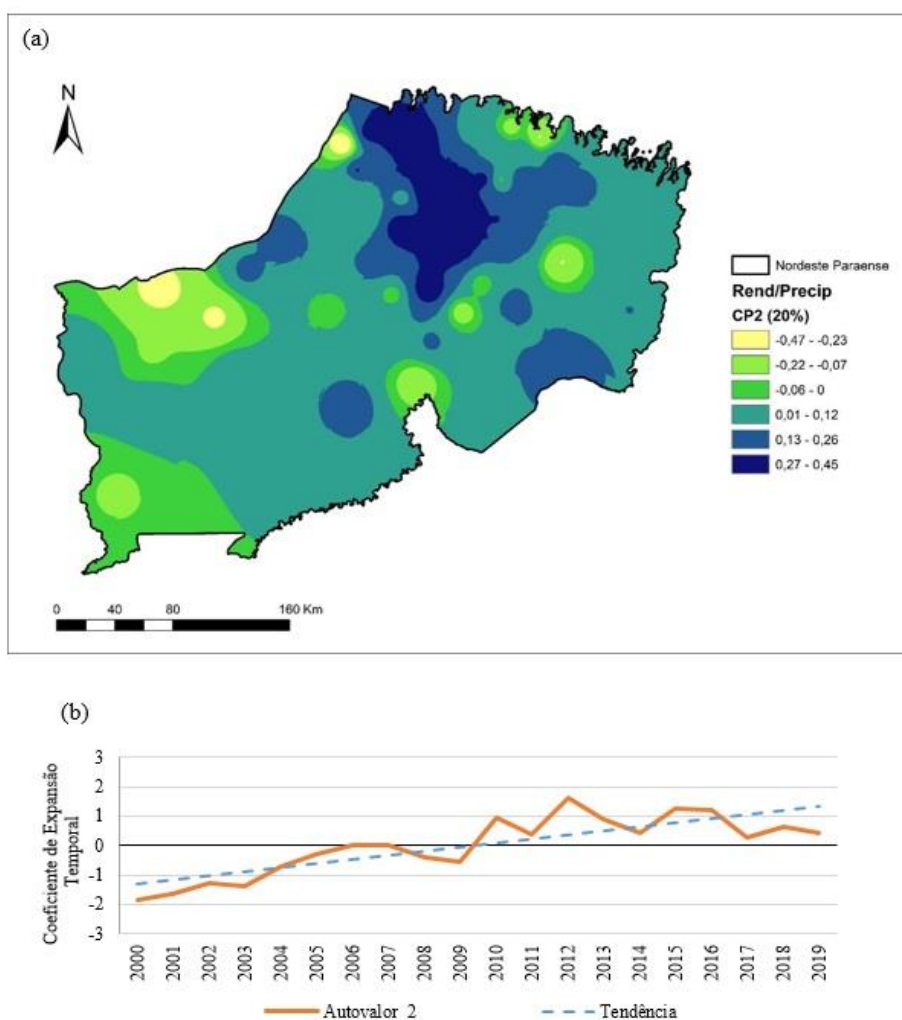 (a)
N
Nordeste Paraense
Rend/Precip
CP2 (20%)
-0,47 - -0,23
-0,22 - -0,07
-0,06 - 0
0,01 - 0,12
0,13 - 0,26
0,27 - 0,45
0 40 80 160 Km
(b)
Coeficiente de Expansão
Temporal
3
2
1
0
-1
-2
-3
2000 2001 2002 2003 2004 2005 2006 2007 2008 2009 2010 2011 2012 2013 2014 2015 2016 2017 2018 2019
Autovalor 2 Tendência